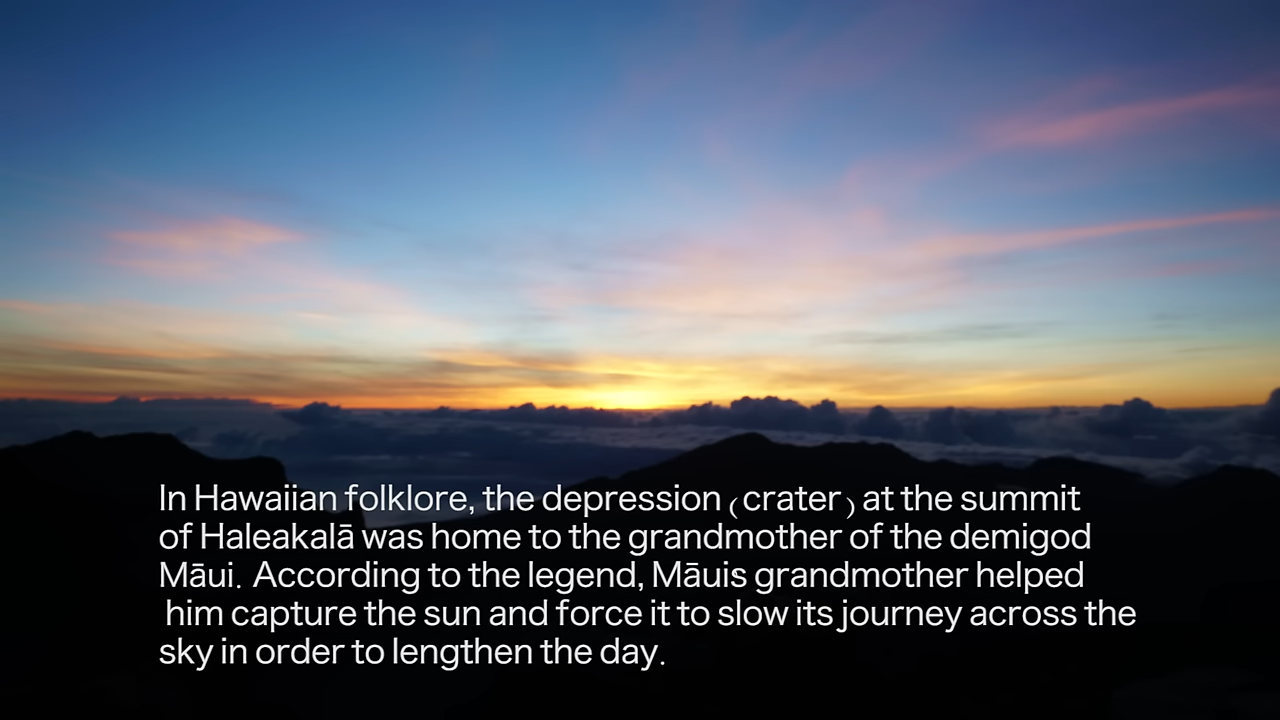 In Hawaiian folklore, the depression (crater) at the summit
of Haleakalā was home to the grandmother of the demigod
Māui. According to the legend, Māuis grandmother helped
him capture the sun and force it to slow its journey across the
sky in order to lengthen the day.